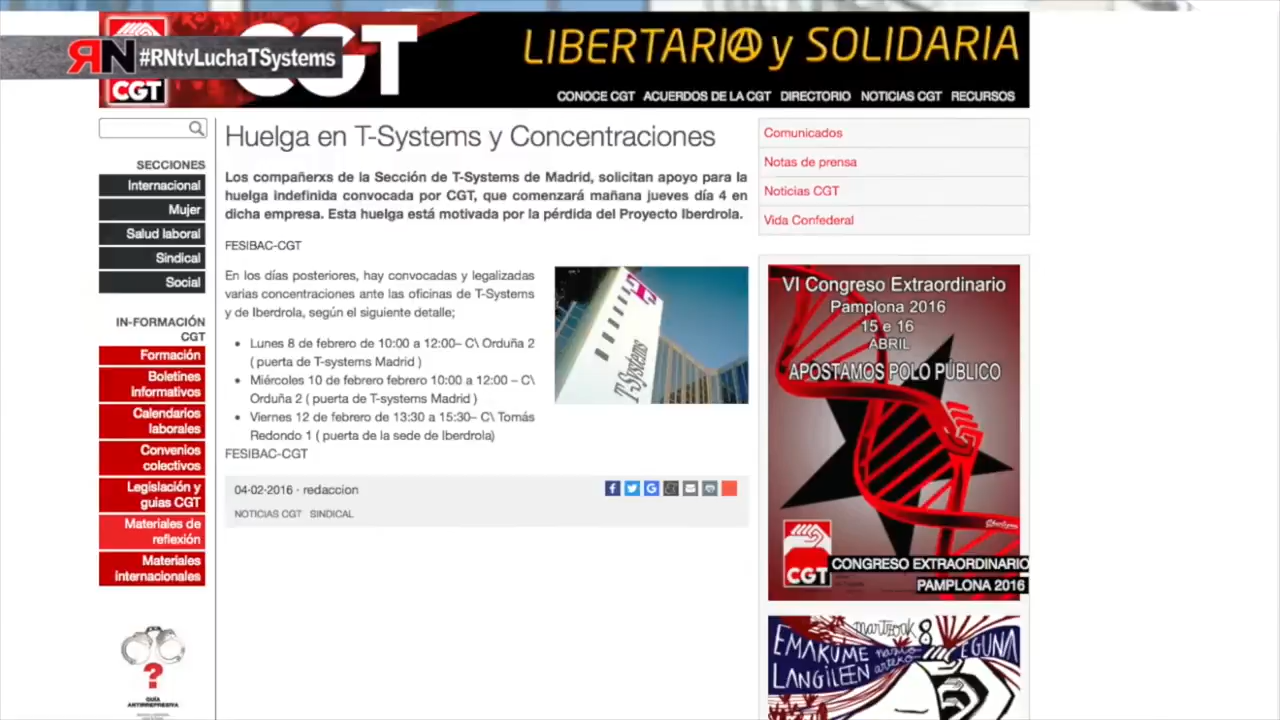 RN #RNtvLuchaTSystems
CGT
CGT
LIBERTARIA y SOLIDARIA
CONOCE CGT ACUERDOS DE LA CGT DIRECTORIO NOTICIAS CGT RECURSOS
SECCIONES
Internacional
Mujer
Salud laboral
Sindical
Social
IN-FORMACIÓN
CGT
Formación
Boletines
informativos
Calendarios
laborales
Convenios
colectivos
Legislación y
guias CGT
Materiales de
reflexión
Materiales
internacionales
?
GUÍA
ANTIRREPRESIVA
Huelga en T-Systems y Concentraciones
Los compañerxs de la Sección de T-Systems de Madrid, solicitan apoyo para la
huelga indefinida convocada por CGT, que comenzará mañana jueves día 4 en
dicha empresa. Esta huelga está motivada por la pérdida del Proyecto Iberdrola.
FESIBAC-CGT
En los días posteriores, hay convocadas y legalizadas
varias concentraciones ante las oficinas de T-Systems
y de Iberdrola, según el siguiente detalle;
• Lunes 8 de febrero de 10:00 a 12:00– C\ Orduña 2
( puerta de T-systems Madrid )
• Miércoles 10 de febrero febrero 10:00 a 12:00 – C\
Orduña 2 ( puerta de T-systems Madrid )
• Viernes 12 de febrero de 13:30 a 15:30– C\ Tomás
Redondo 1 ( puerta de la sede de Iberdrola)
FESIBAC-CGT
T-Systems
04-02-2016 · redaccion
NOTICIAS CGT SINDICAL
Comunicados
Notas de prensa
Noticias CGT
Vida Confederal
VI Congreso Extraordinario
Pamplona 2016
15 e 16
ABRIL
APOSTAMOS POLO PÚBLICO
CGT
CONGRESO EXTRAORDINARIO
PAMPLONA 2016
martxoak 8
EMAKUME
LANGILEEN
nazio
arteko
EGUNA